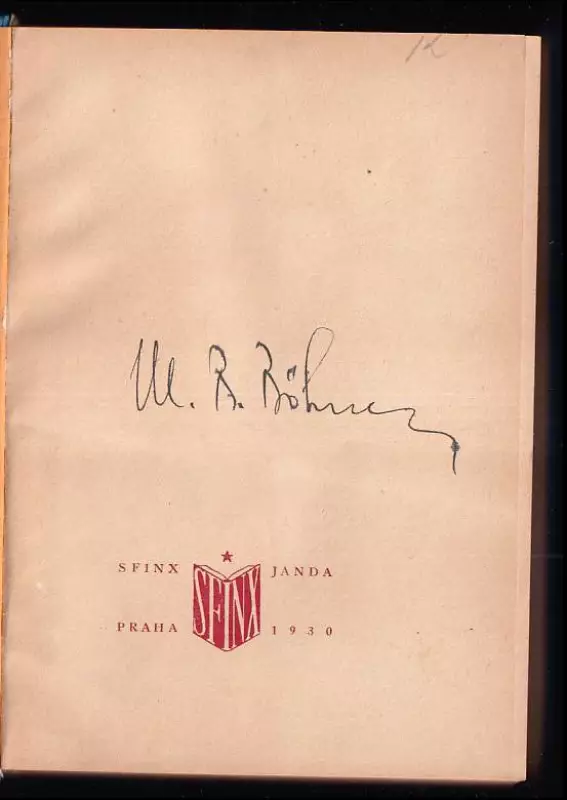 M. B. Böhnel
SFINX JANDA
SFINX
PRAHA 1930